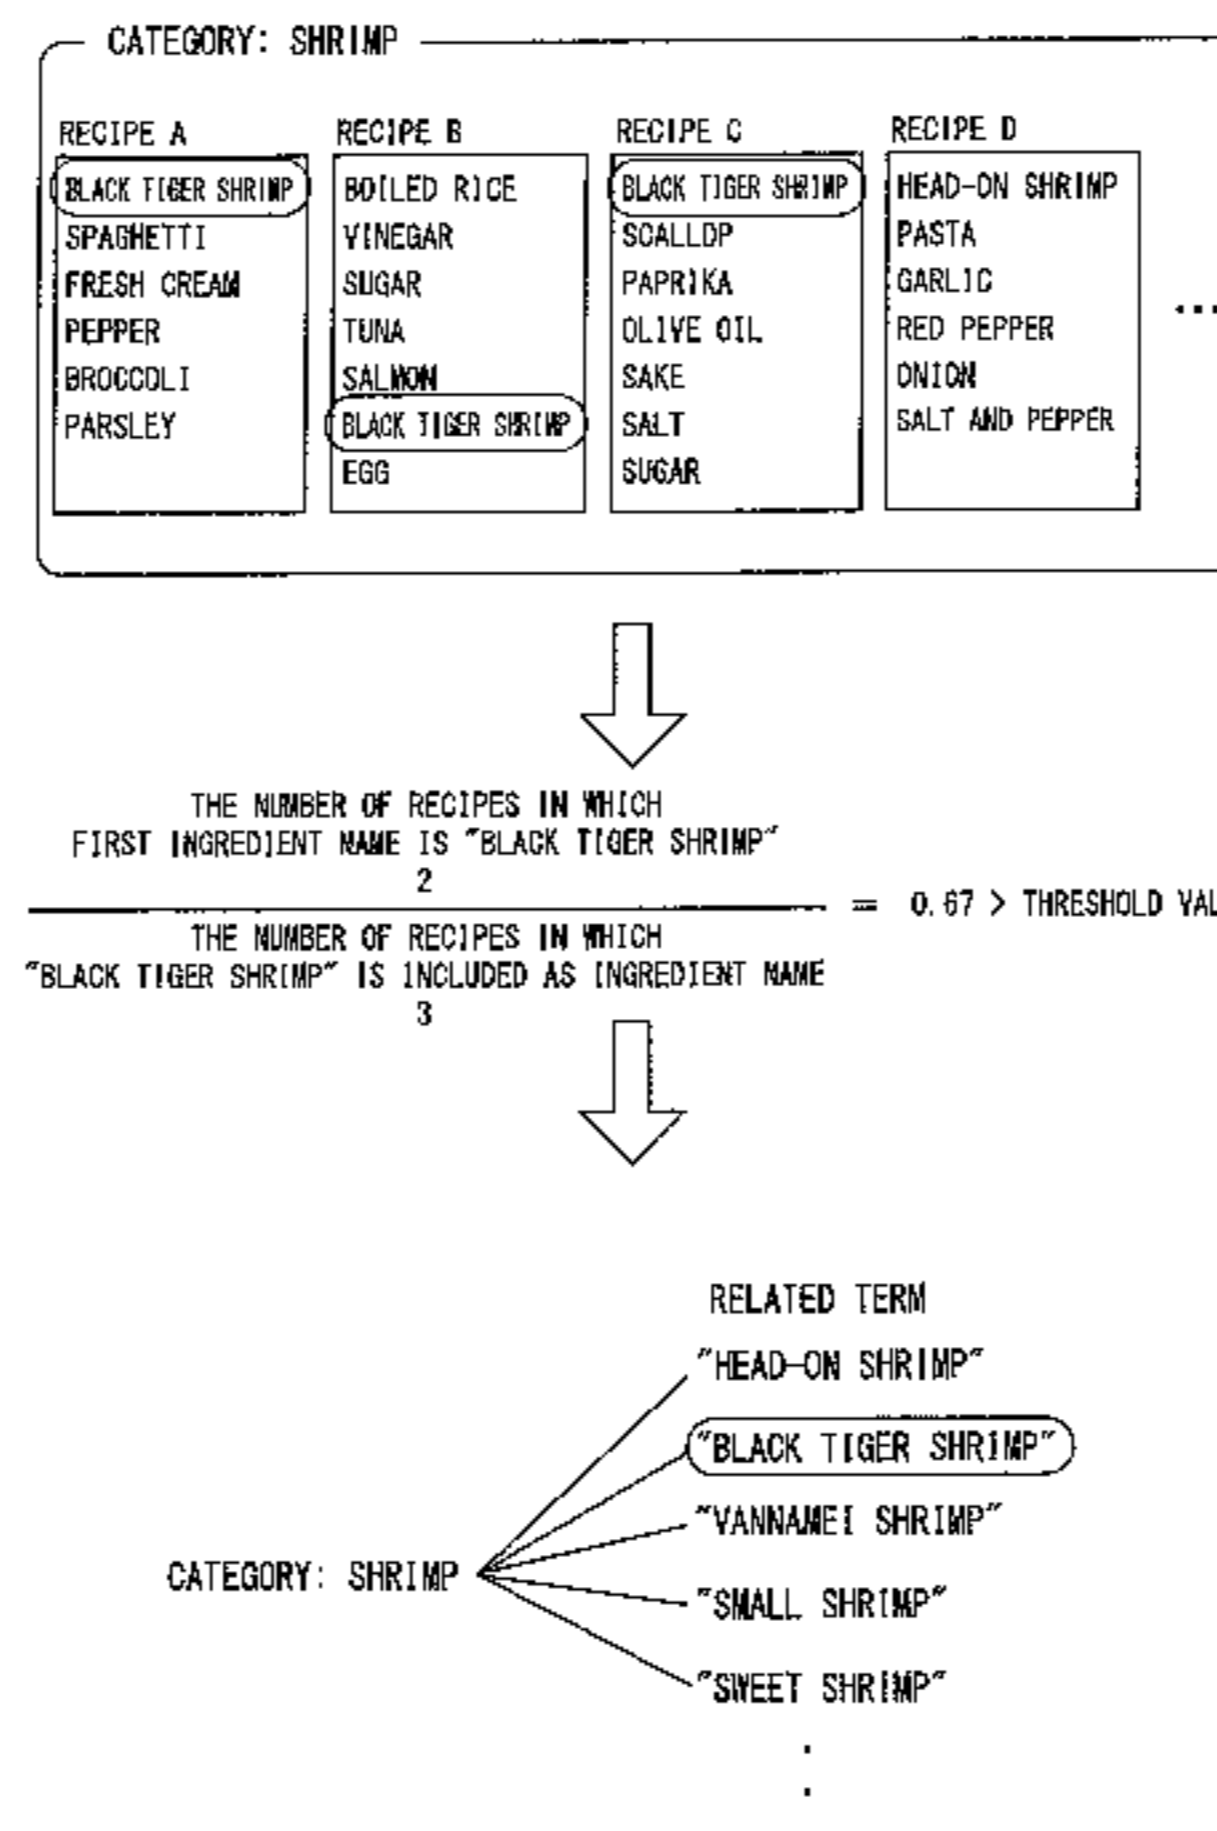 CATEGORY: SHRIMP
RECIPE A
BLACK TIGER SHRIMP
SPAGHETTI
FRESH CREAM
PEPPER
BROCCOLI
PARSLEY
RECIPE B
BOILED RICE
VINEGAR
SUGAR
TUNA
SALMON
BLACK TIGER SHRIMP
EGG
RECIPE C
BLACK TIGER SHRIMP
SCALLOP
PAPRIKA
OLIVE OIL
SAKE
SALT
SUGAR
RECIPE D
HEAD-ON SHRIMP
PASTA
GARLIC
RED PEPPER
ONION
SALT AND PEPPER
...
THE NUMBER OF RECIPES IN WHICH
FIRST INGREDIENT NAME IS "BLACK TIGER SHRIMP"
2
THE NUMBER OF RECIPES IN WHICH
"BLACK TIGER SHRIMP" IS INCLUDED AS INGREDIENT NAME
3
= 0.67 > THRESHOLD VAL
RELATED TERM
"HEAD-ON SHRIMP"
"BLACK TIGER SHRIMP"
"VANNAMEI SHRIMP"
"SMALL SHRIMP"
"SWEET SHRIMP"
CATEGORY: SHRIMP